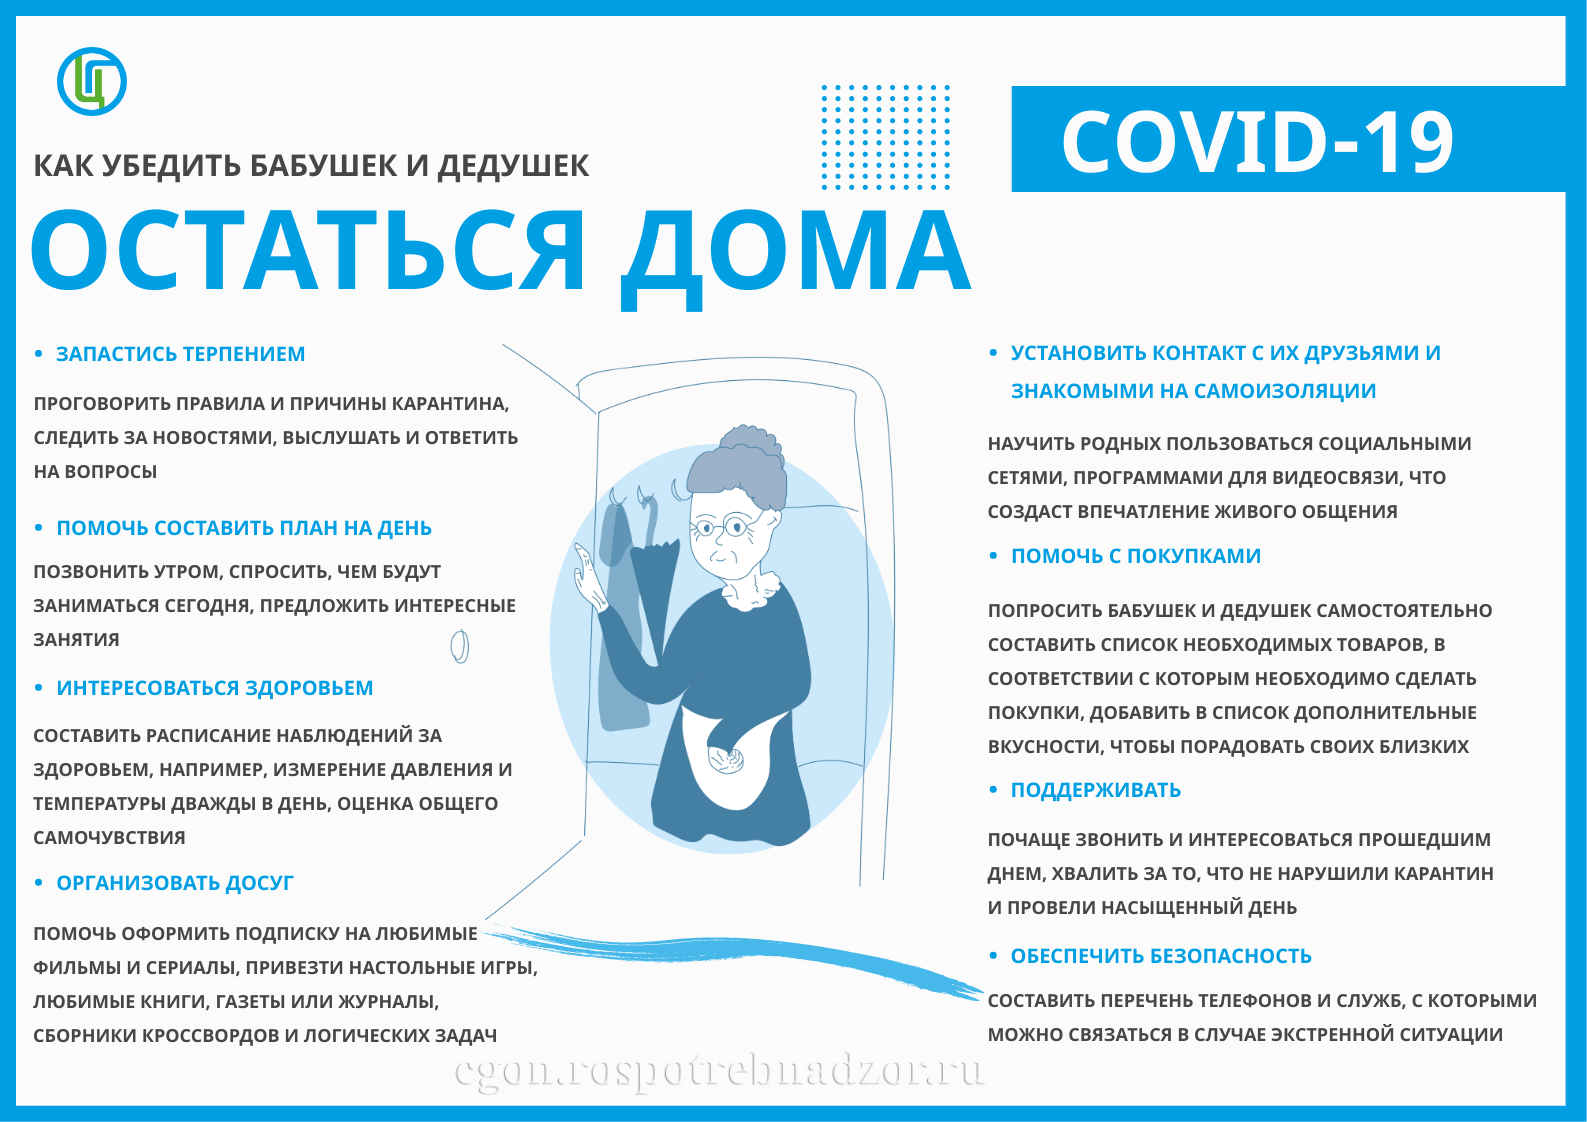 КАК УБЕДИТЬ БАБУШЕК И ДЕДУШЕК
ОСТАТЬСЯ ДОМА
COVID-19
• ЗАПАСТИСЬ ТЕРПЕНИЕМ
ПРОГОВОРИТЬ ПРАВИЛА И ПРИЧИНЫ КАРАНТИНА,
СЛЕДИТЬ ЗА НОВОСТЯМИ, ВЫСЛУШАТЬ И ОТВЕТИТЬ
НА ВОПРОСЫ
• ПОМОЧЬ СОСТАВИТЬ ПЛАН НА ДЕНЬ
ПОЗВОНИТЬ УТРОМ, СПРОСИТЬ, ЧЕМ БУДУТ
ЗАНИМАТЬСЯ СЕГОДНЯ, ПРЕДЛОЖИТЬ ИНТЕРЕСНЫЕ
ЗАНЯТИЯ
• ИНТЕРЕСОВАТЬСЯ ЗДОРОВЬЕМ
СОСТАВИТЬ РАСПИСАНИЕ НАБЛЮДЕНИЙ ЗА
ЗДОРОВЬЕМ, НАПРИМЕР, ИЗМЕРЕНИЕ ДАВЛЕНИЯ И
ТЕМПЕРАТУРЫ ДВАЖДЫ В ДЕНЬ, ОЦЕНКА ОБЩЕГО
САМОЧУВСТВИЯ
• ОРГАНИЗОВАТЬ ДОСУГ
ПОМОЧЬ ОФОРМИТЬ ПОДПИСКУ НА ЛЮБИМЫЕ
ФИЛЬМЫ И СЕРИАЛЫ, ПРИВЕЗТИ НАСТОЛЬНЫЕ ИГРЫ,
ЛЮБИМЫЕ КНИГИ, ГАЗЕТЫ ИЛИ ЖУРНАЛЫ,
СБОРНИКИ КРОССВОРДОВ И ЛОГИЧЕСКИХ ЗАДАЧ
• УСТАНОВИТЬ КОНТАКТ С ИХ ДРУЗЬЯМИ И
ЗНАКОМЫМИ НА САМОИЗОЛЯЦИИ
НАУЧИТЬ РОДНЫХ ПОЛЬЗОВАТЬСЯ СОЦИАЛЬНЫМИ
СЕТЯМИ, ПРОГРАММАМИ ДЛЯ ВИДЕОСВЯЗИ, ЧТО
СОЗДАСТ ВПЕЧАТЛЕНИЕ ЖИВОГО ОБЩЕНИЯ
• ПОМОЧЬ С ПОКУПКАМИ
ПОПРОСИТЬ БАБУШЕК И ДЕДУШЕК САМОСТОЯТЕЛЬНО
СОСТАВИТЬ СПИСОК НЕОБХОДИМЫХ ТОВАРОВ, В
СООТВЕТСТВИИ С КОТОРЫМ НЕОБХОДИМО СДЕЛАТЬ
ПОКУПКИ, ДОБАВИТЬ В СПИСОК ДОПОЛНИТЕЛЬНЫЕ
ВКУСНОСТИ, ЧТОБЫ ПОРАДОВАТЬ СВОИХ БЛИЗКИХ
• ПОДДЕРЖИВАТЬ
ПОЧАЩЕ ЗВОНИТЬ И ИНТЕРЕСОВАТЬСЯ ПРОШЕДШИМ
ДНЕМ, ХВАЛИТЬ ЗА ТО, ЧТО НЕ НАРУШИЛИ КАРАНТИН
И ПРОВЕЛИ НАСЫЩЕННЫЙ ДЕНЬ
• ОБЕСПЕЧИТЬ БЕЗОПАСНОСТЬ
СОСТАВИТЬ ПЕРЕЧЕНЬ ТЕЛЕФОНОВ И СЛУЖБ, С КОТОРЫМИ
МОЖНО СВЯЗАТЬСЯ В СЛУЧАЕ ЭКСТРЕННОЙ СИТУАЦИИ
cgon.rospotrebnadzor.ru